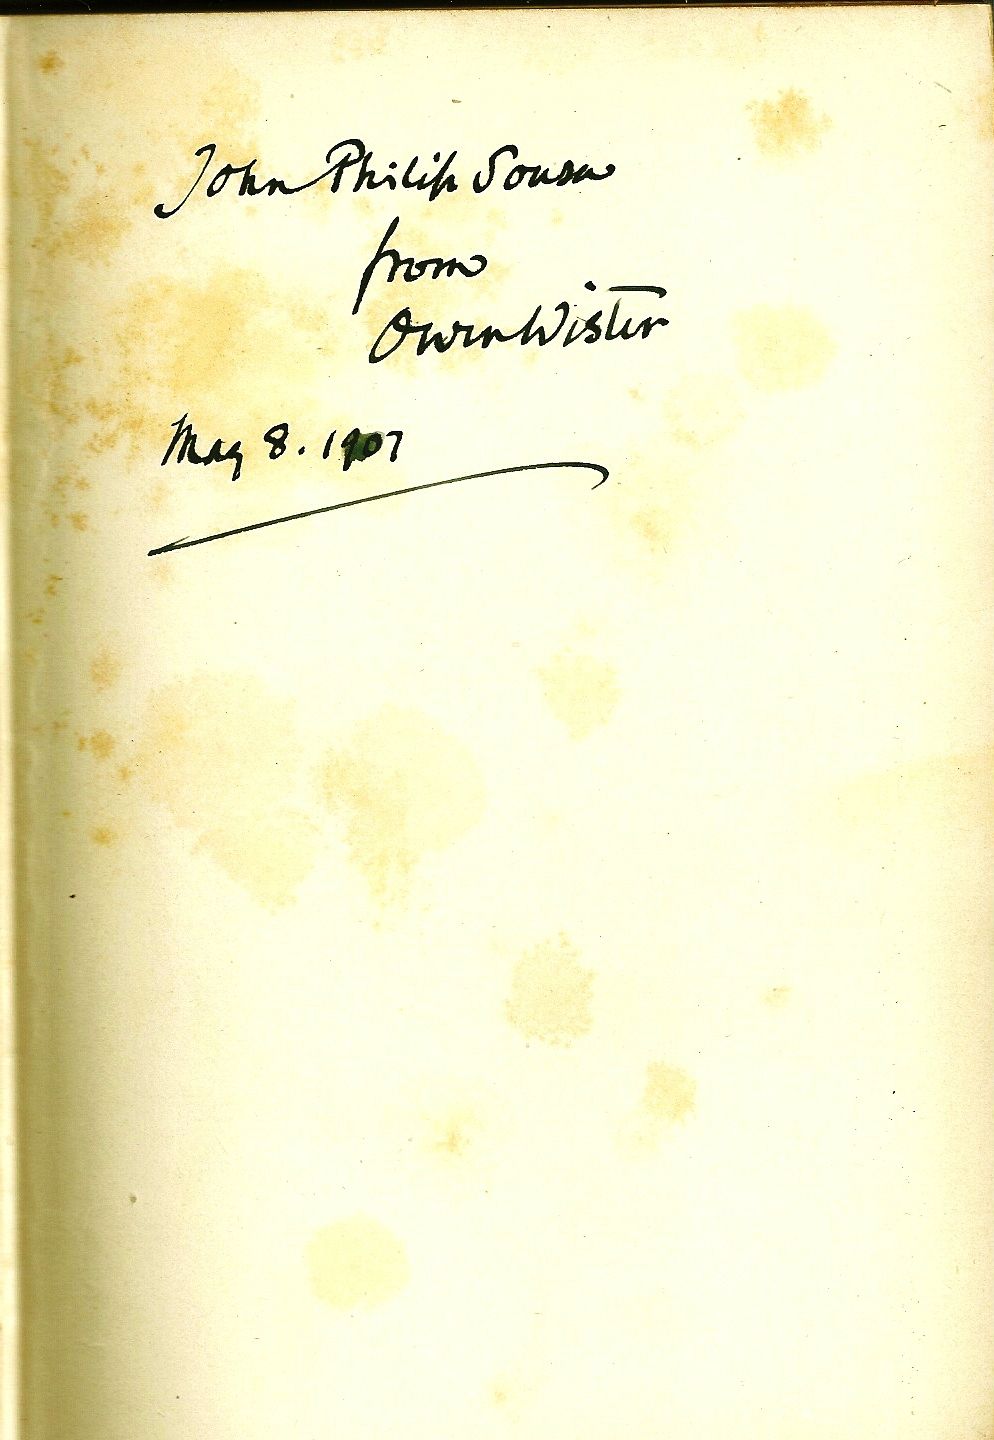 John Philip Sousa
from
Owen Wister
May 8. 1907